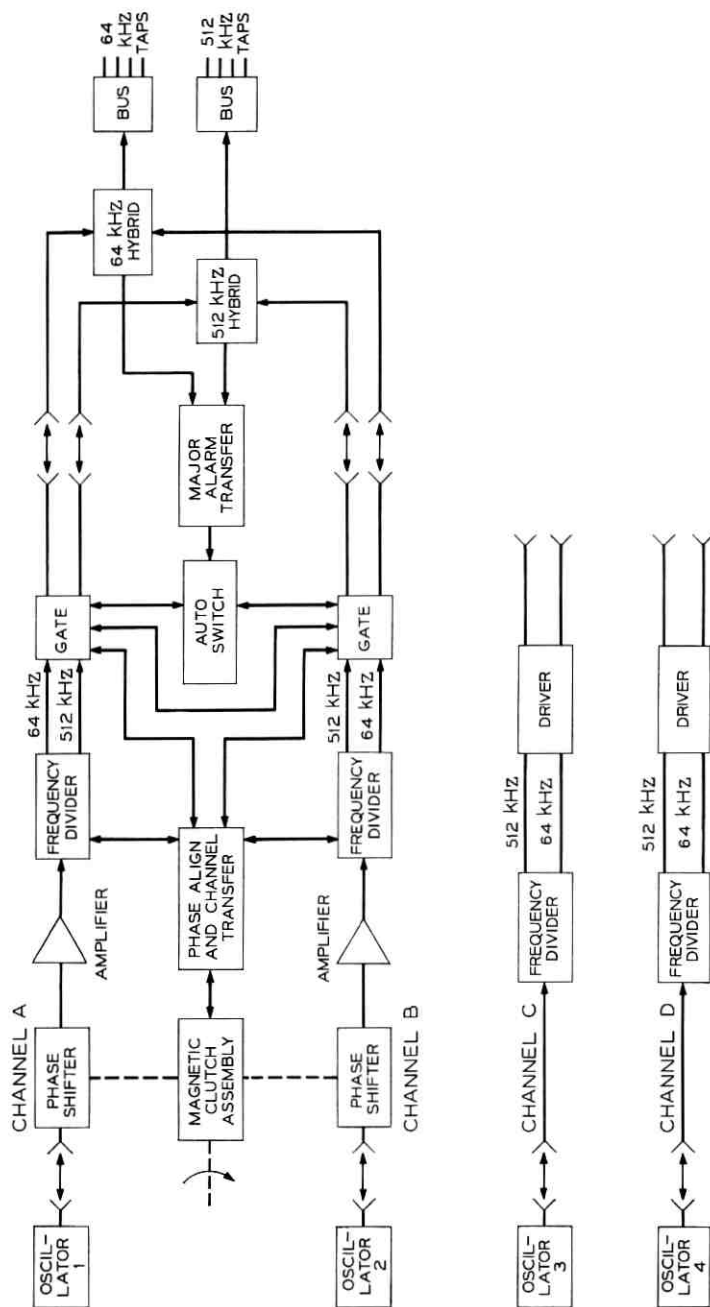 CHANNEL A
OSCIL-
LATOR
1
PHASE
SHIFTER
AMPLIFIER
FREQUENCY
DIVIDER
64 kHZ
512 kHZ
GATE
64 kHZ
HYBRID
BUS
64
kHZ
TAPS
MAGNETIC
CLUTCH
ASSEMBLY
PHASE ALIGN
AND CHANNEL
TRANSFER
AUTO
SWITCH
MAJOR
ALARM
TRANSFER
512 kHZ
HYBRID
BUS
512
kHZ
TAPS
OSCIL-
LATOR
2
PHASE
SHIFTER
CHANNEL B
AMPLIFIER
FREQUENCY
DIVIDER
512 kHZ
64 kHZ
GATE
CHANNEL C
OSCIL-
LATOR
3
FREQUENCY
DIVIDER
512 kHZ
64 kHZ
DRIVER
CHANNEL D
OSCIL-
LATOR
4
FREQUENCY
DIVIDER
512 kHZ
64 kHZ
DRIVER